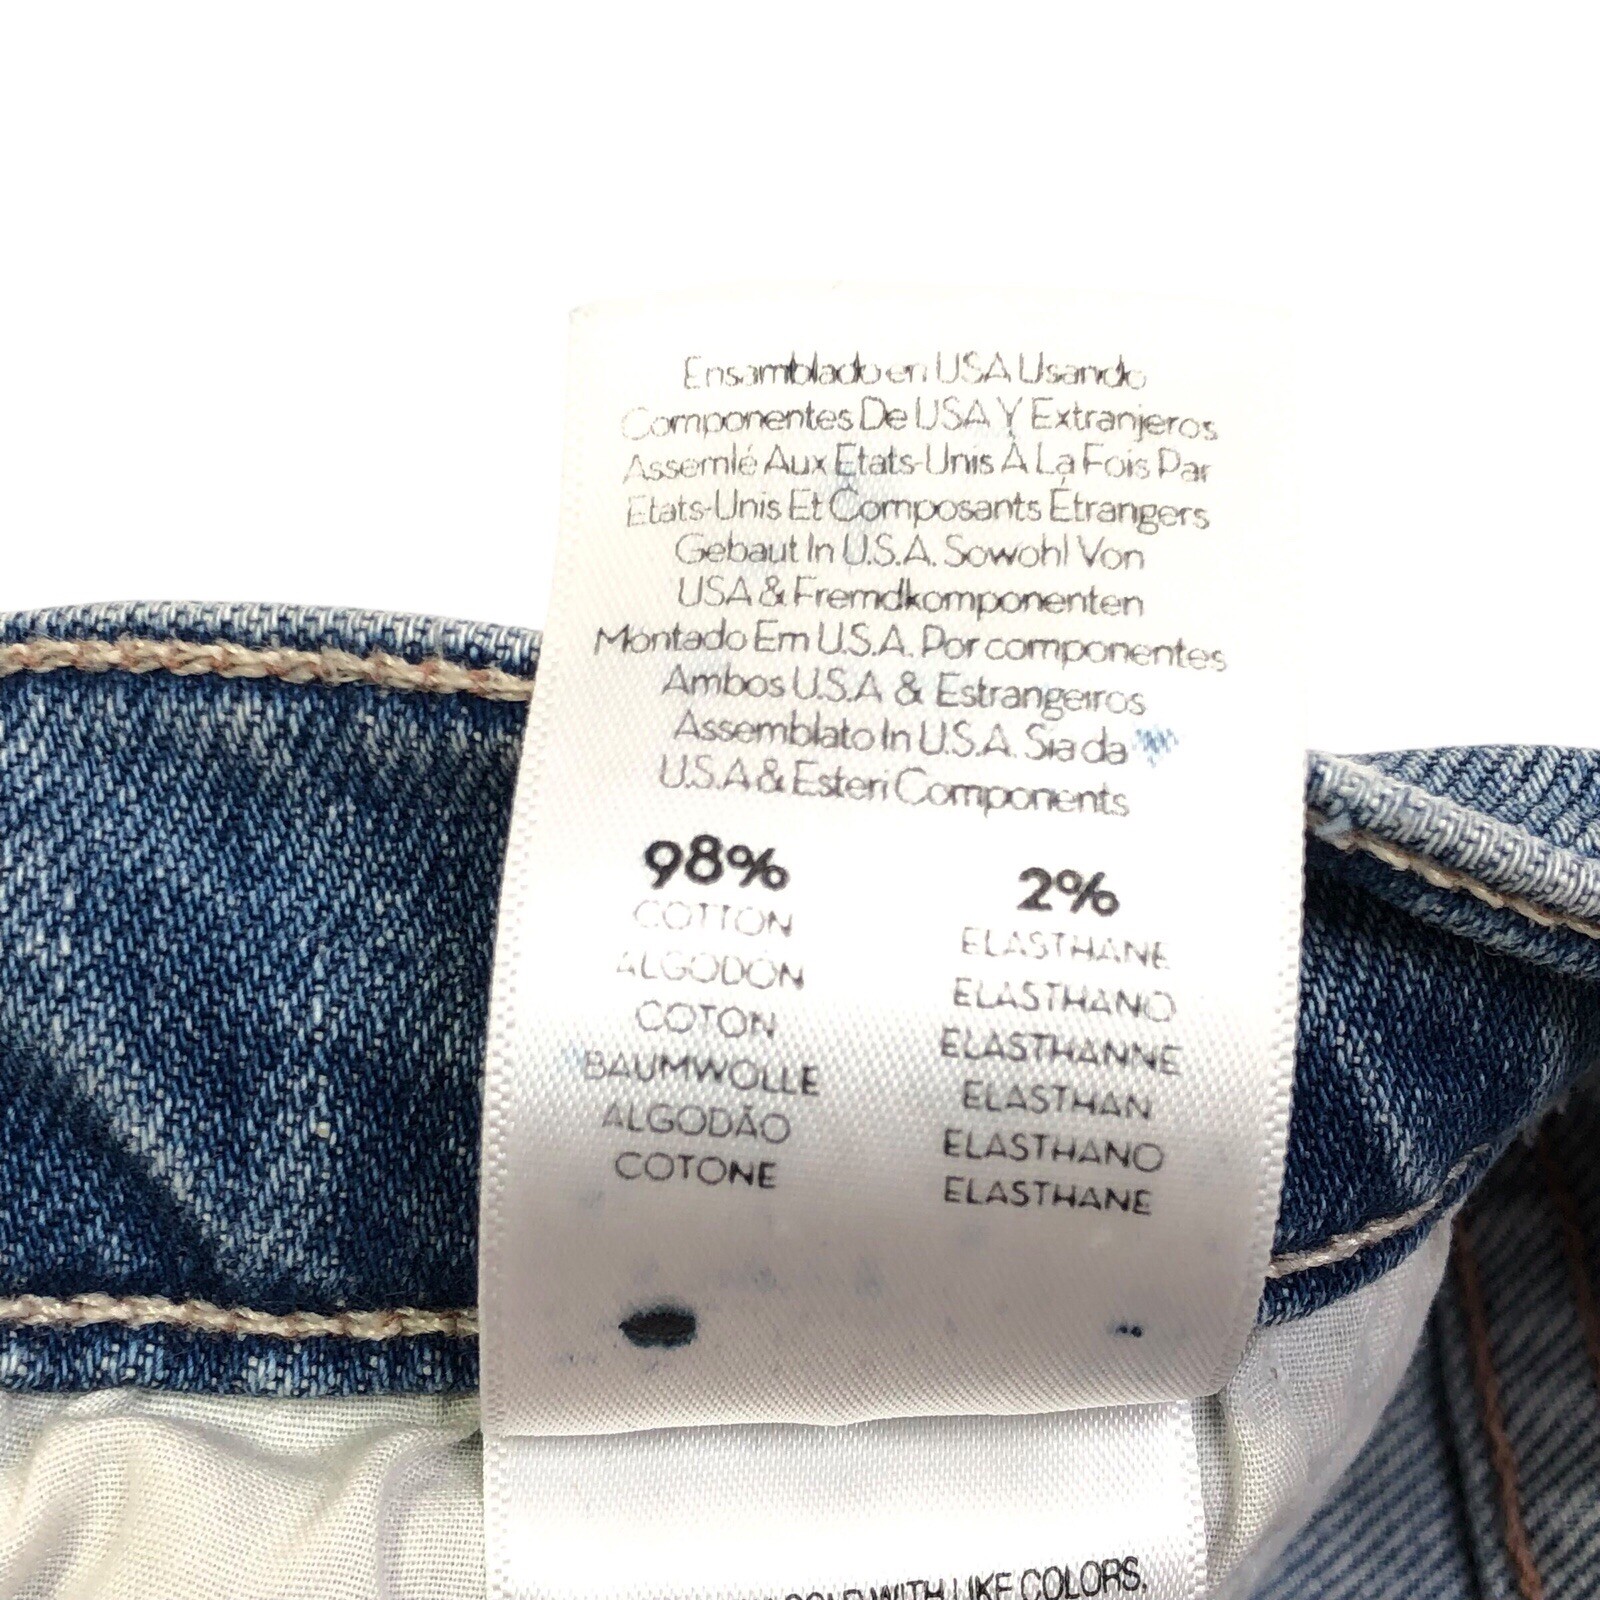 Ensamblado en USA Usando
Componentes De USA Y Extranjeros
Assemlé Aux États-Unis À La Fois Par
États-Unis Et Composants Étrangers
Gebaut In U.S.A. Sowohl Von
USA & Fremdkomponenten
Montado Em U.S.A. Por componentes
Ambos U.S.A & Estrangeiros
Assemblato In U.S.A. Sia da
U.S.A & Esteri Components
98%
COTTON
ALGODÓN
COTON
BAUMWOLLE
ALGODÃO
COTONE
2%
ELASTHANE
ELASTHANO
ELASTHANNE
ELASTHAN
ELASTHANO
ELASTHANE
WITH LIKE COLORS.